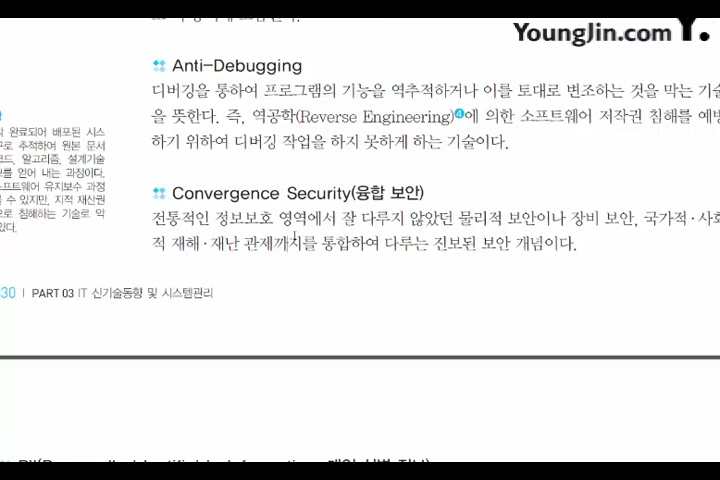 YoungJin.com Y.
Anti-Debugging
디버깅을 통하여 프로그램의 기능을 역추적하거나 이를 토대로 변조하는 것을 막는 기술
을 뜻한다. 즉, 역공학(Reverse Engineering)④에 의한 소프트웨어 저작권 침해를 예방
하기 위하여 디버깅 작업을 하지 못하게 하는 기술이다.
Convergence Security(융합 보안)
전통적인 정보보호 영역에서 잘 다루지 않았던 물리적 보안이나 장비 보안, 국가적·사회
적 재해·재난 관제까지를 통합하여 다루는 진보된 보안 개념이다.
완료되어 배포된 시스
구로 추적하여 원본 문서
코드, 알고리즘, 설계기술
를 얻어 내는 과정이다.
소프트웨어 유지보수 과정
수 있지만, 지적 재산권
으로 침해하는 기술로 악
있다.
30 PART 03 IT 신기술동향 및 시스템관리